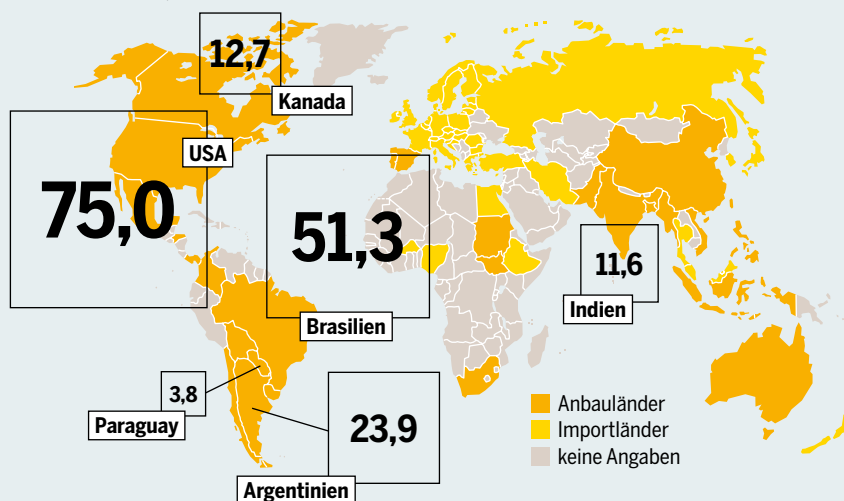 12,7
Kanada
USA
75,0
51,3
Brasilien
11,6
Indien
3,8
Paraguay
23,9
Argentinien
Anbauländer
Importländer
keine Angaben